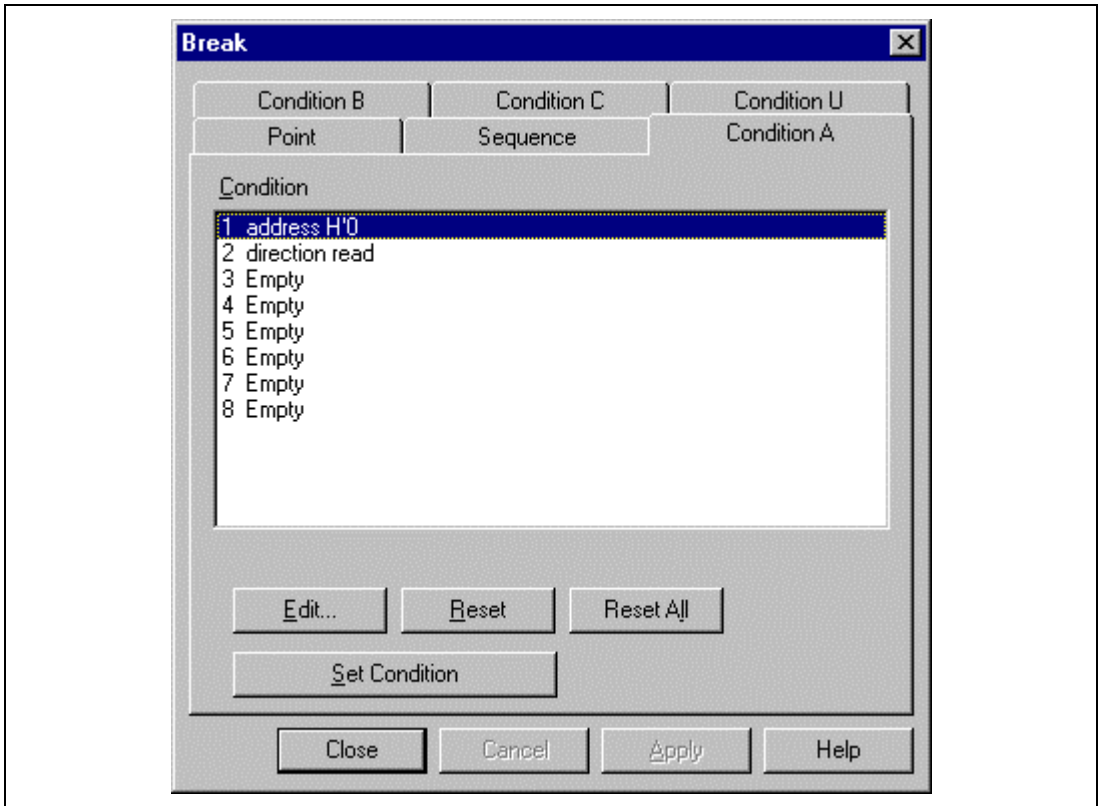 Break
Condition B Condition C Condition U
Point Sequence Condition A
Condition
1 address H'0
2 direction read
3 Empty
4 Empty
5 Empty
6 Empty
7 Empty
8 Empty
Edit... Reset Reset All
Set Condition
Close Cancel Apply Help